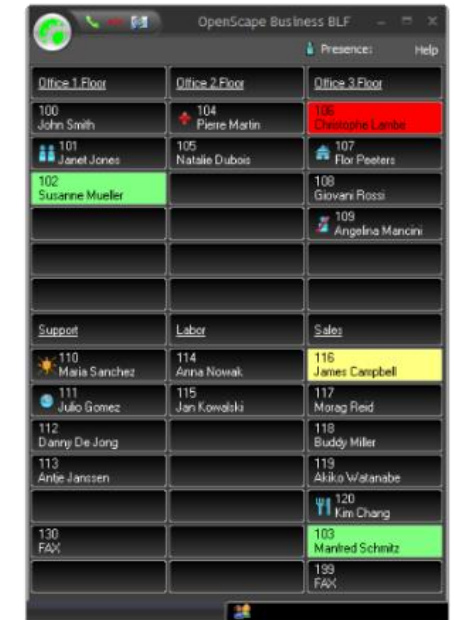 OpenScape Business BLF
Presence: Help
Office 1.Floor Office 2.Floor Office 3.Floor
100 104 106
John Smith Pierre Martin Christophe Lambe
101 105 107
Janet Jones Natalie Dubois Flor Peeters
102 108
Susanne Mueller Giovani Rossi
109
Angelina Mancini
Support Labor Sales
110 114 116
Maria Sanchez Anna Nowak James Campbell
111 115 117
Julio Gomez Jan Kowalski Morag Reid
112 118
Danny De Jong Buddy Miller
113 119
Antje Janssen Akiko Watanabe
120
Kim Chang
130 103
FAX Manfred Schmitz
199
FAX